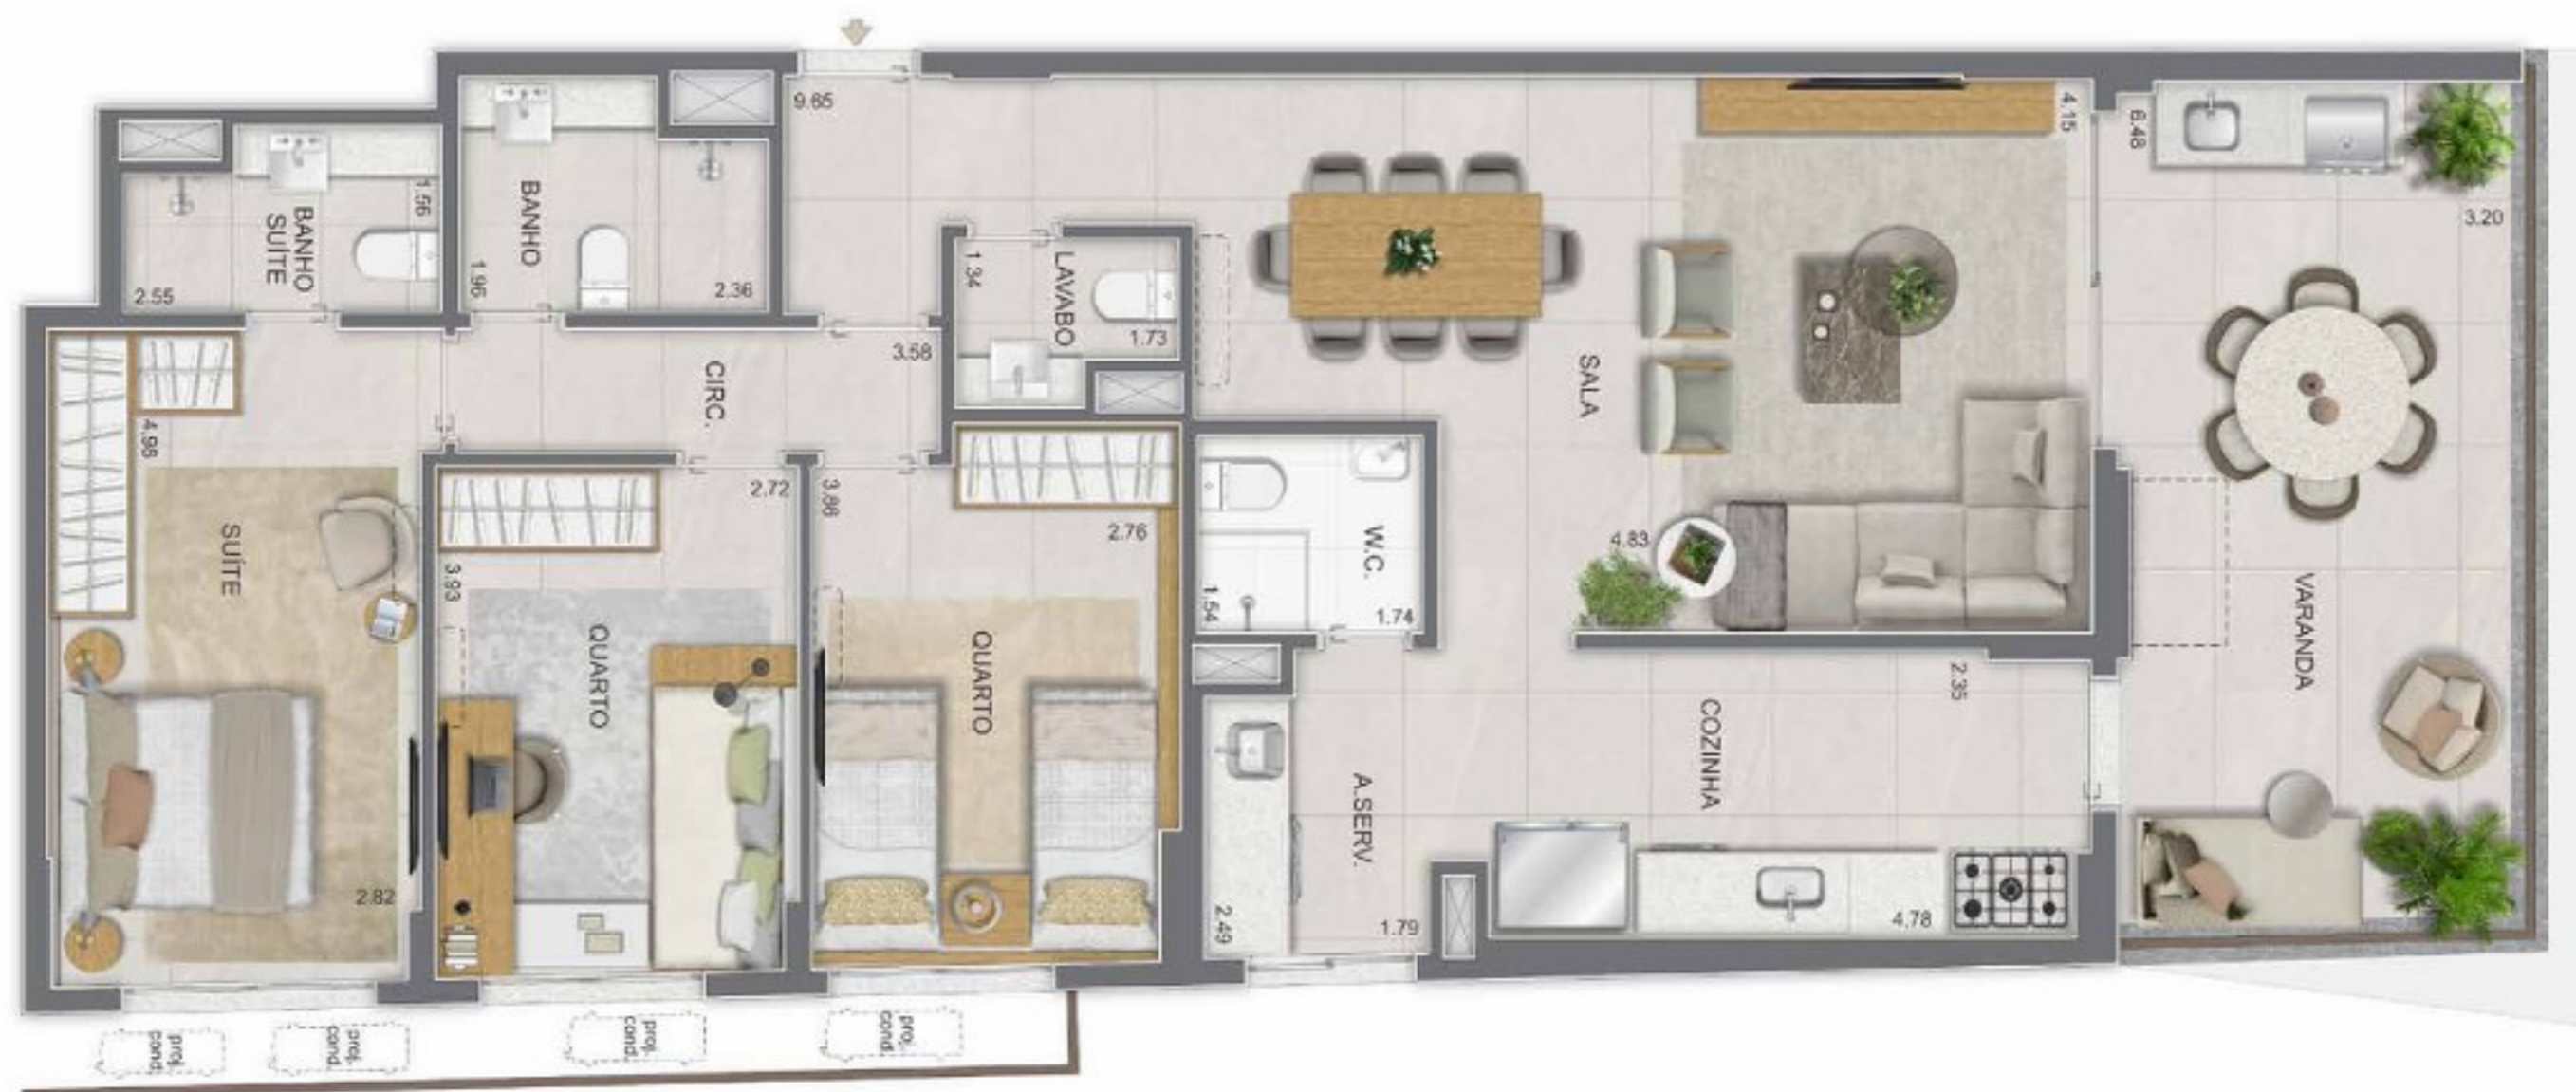 9.65
4.15
6.48
3.20
BANHO
SUÍTE
1.56
2.55
BANHO
1.96
2.36
LAVABO
1.34
1.73
3.58
CIRC.
SALA
4.83
4.98
SUÍTE
2.82
2.72
3.93
QUARTO
3.86
2.76
QUARTO
W.C.
1.54
1.74
VARANDA
2.35
COZINHA
4.78
A.SERV.
2.49
1.79
proj.
cond.
proj.
cond.
proj.
cond.
proj.
cond.